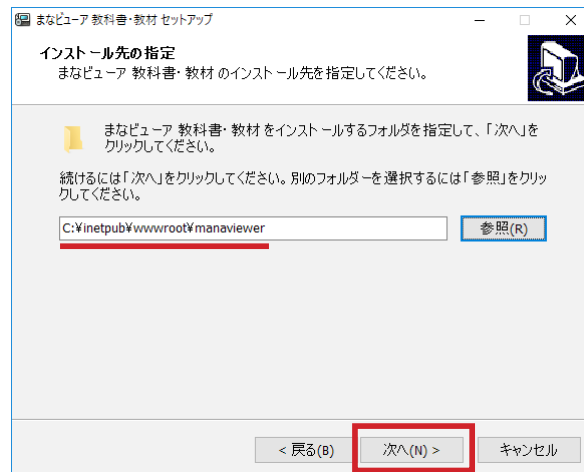 まなビューア 教科書・教材 セットアップ
インストール先の指定
まなビューア 教科書・教材 のインストール先を指定してください。
まなビューア 教科書・教材 をインストールするフォルダを指定して、「次へ」を
クリックしてください。
続けるには「次へ」をクリックしてください。別のフォルダーを選択するには「参照」をクリッ
クしてください。
C:¥inetpub¥wwwroot¥manaviewer
参照(R)
< 戻る(B)
次へ(N) >
キャンセル